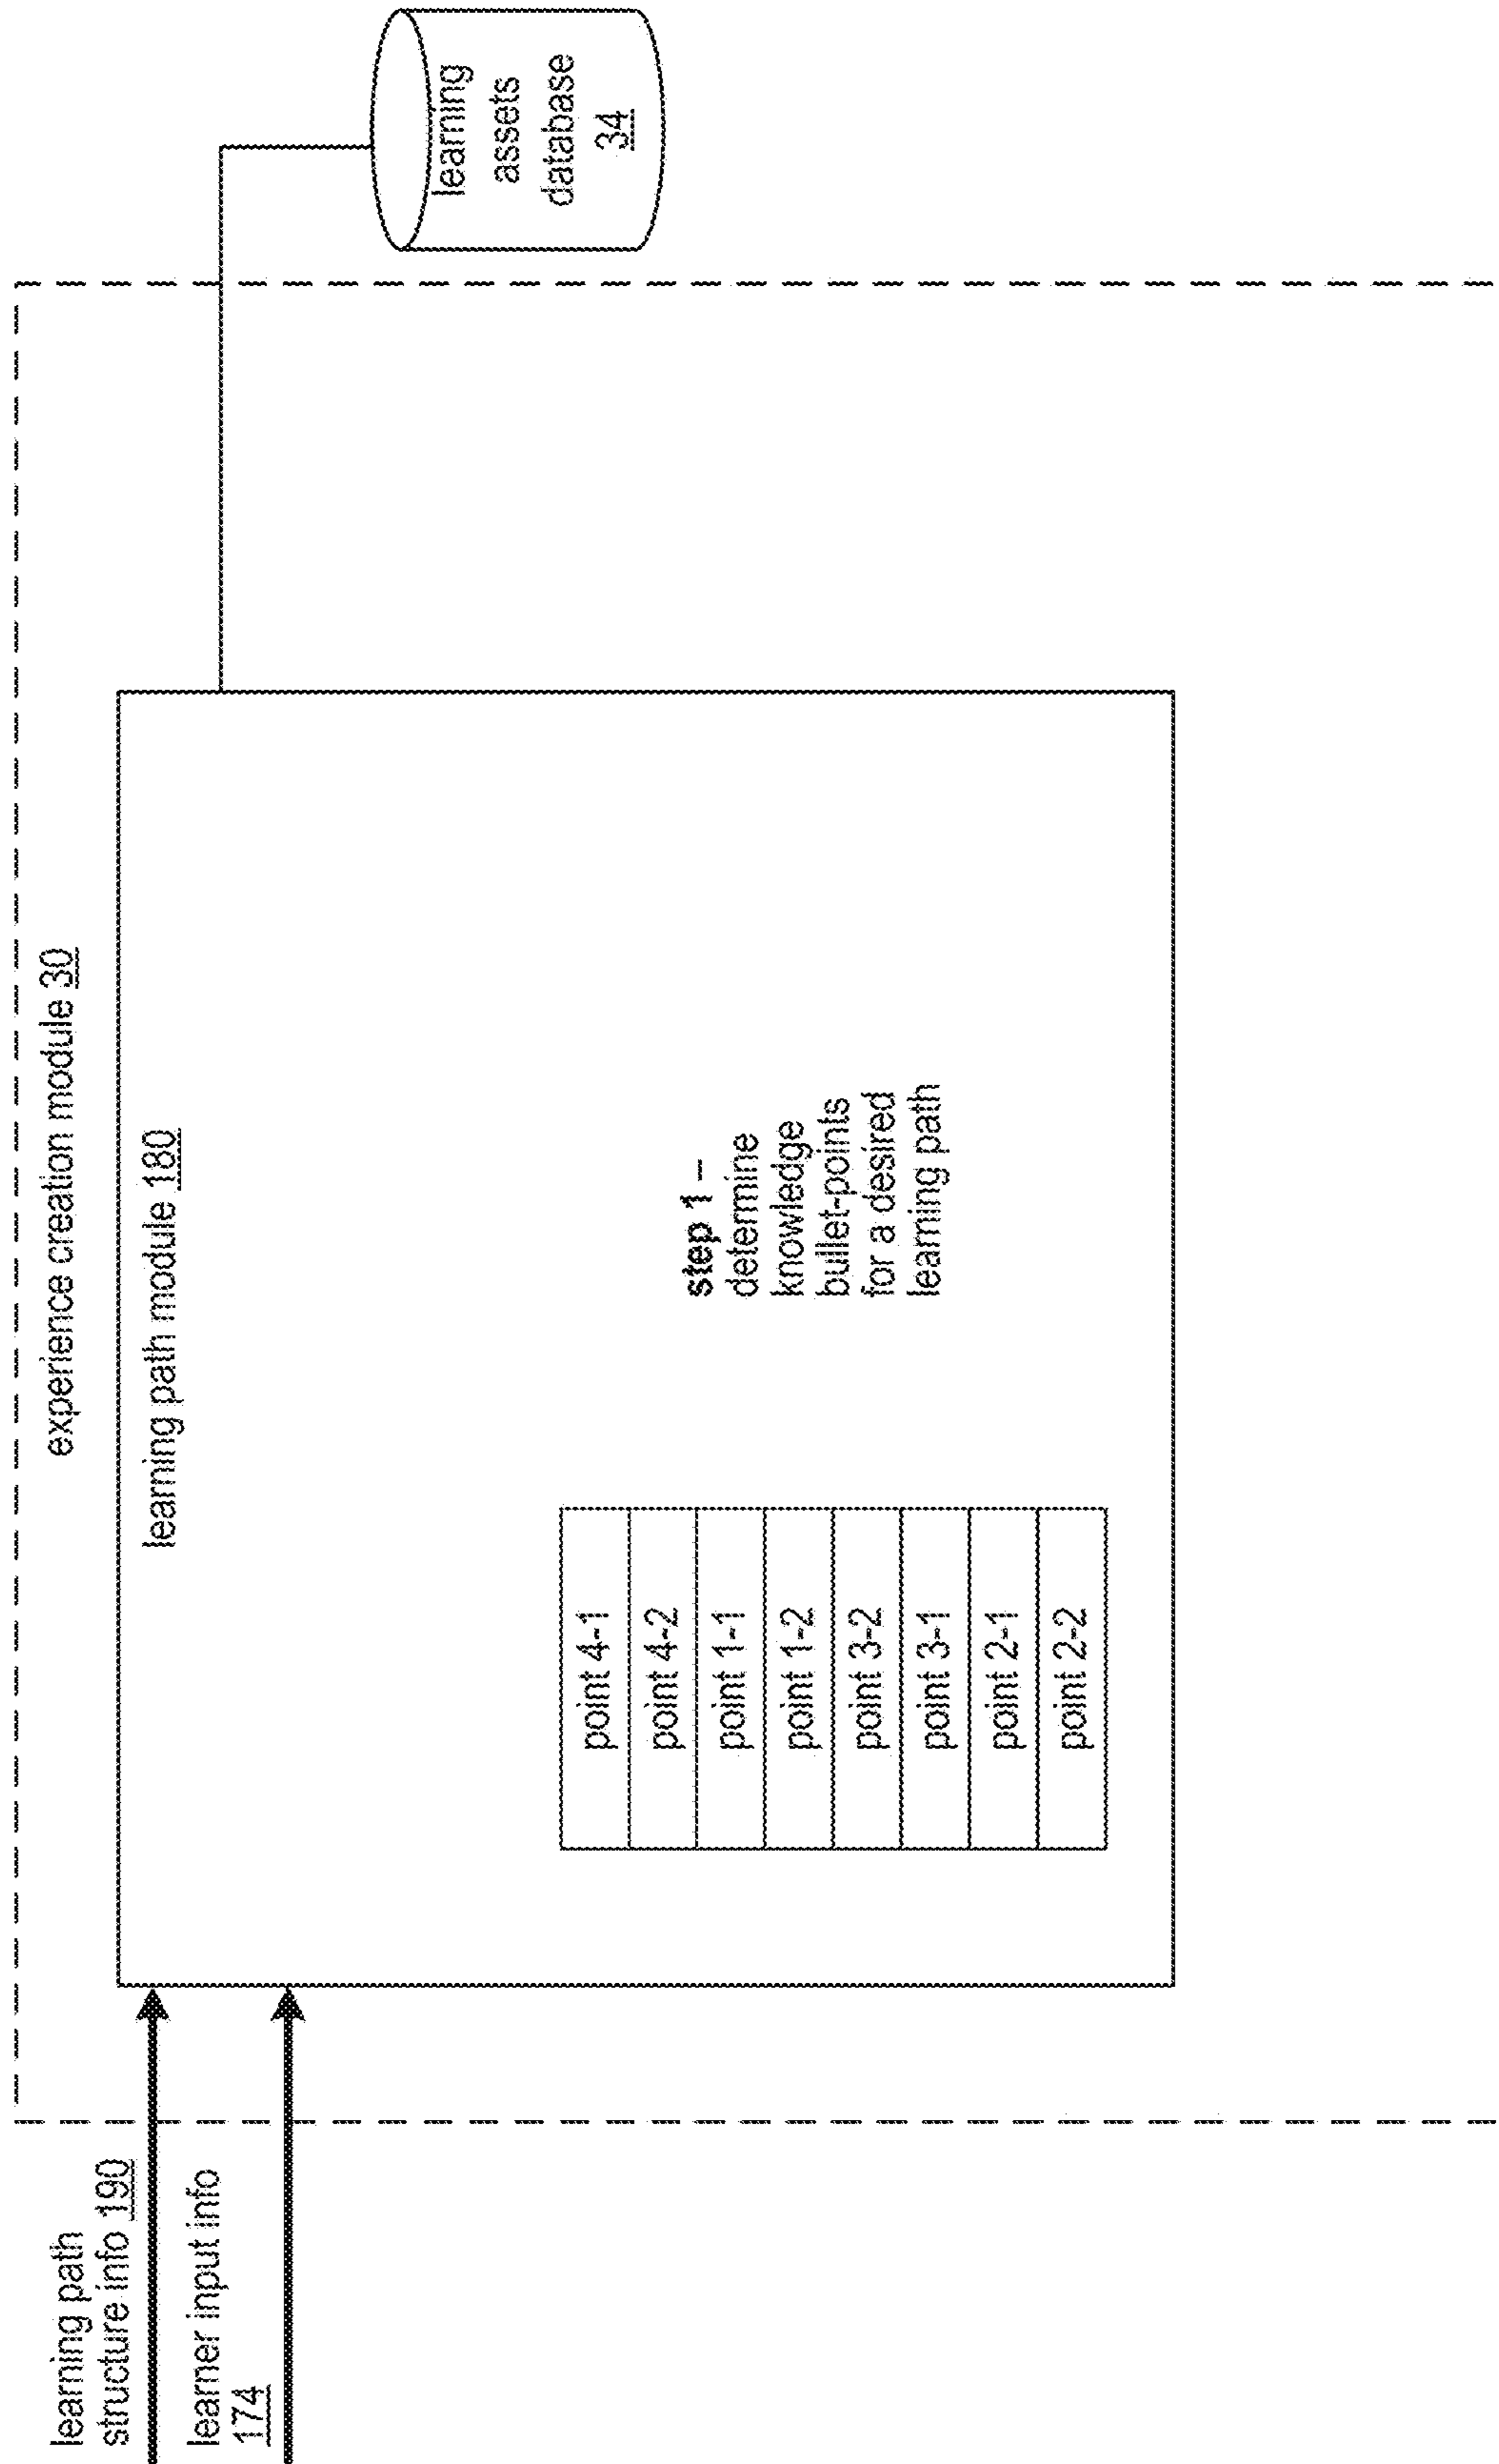 experience creation module 30
learning path
structure info 190
learner input info
174
learning path module 180
point 4-1
point 4-2
point 1-1
point 1-2
point 3-2
point 3-1
point 2-1
point 2-2
step 1 –
determine
knowledge
bullet-points
for a desired
learning path
learning
assets
database
34